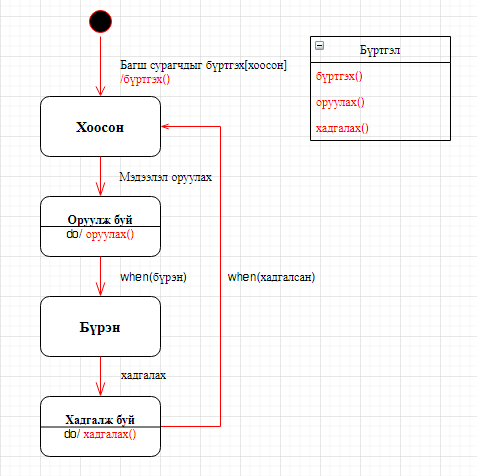 Багш сурагчдыг бүртгэх[хоосон]
/бүртгэх()
Хоосон
Мэдээлэл оруулах
Оруулж буй
do/ оруулах()
when(бүрэн)
when(хадгалсан)
Бүрэн
хадгалах
Хадгалж буй
do/ хадгалах()
Бүртгэл
бүртгэх()
оруулах()
хадгалах()